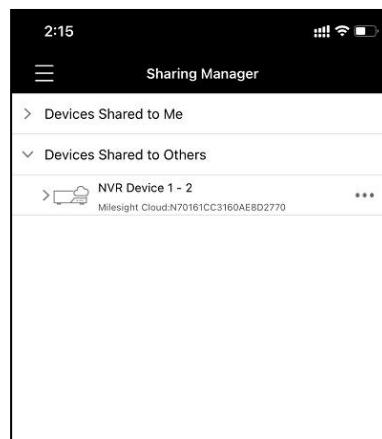 2:15
Sharing Manager
Devices Shared to Me
Devices Shared to Others
NVR Device 1 - 2
Milesight Cloud:N70161CC3160AE8D2770